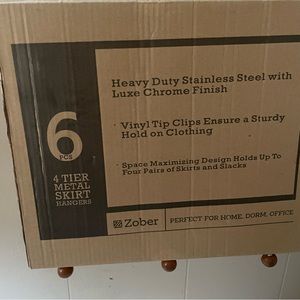 Heavy Duty Stainless Steel with
Luxe Chrome Finish
· Vinyl Tip Clips Ensure a Sturdy
Hold on Clothing
· Space Maximizing Design Holds Up To
Four Pairs of Skirts and Slacks
6
PCS
4 TIER
METAL
SKIRT
HANGERS
Zober
PERFECT FOR HOME, DORM, OFFICE